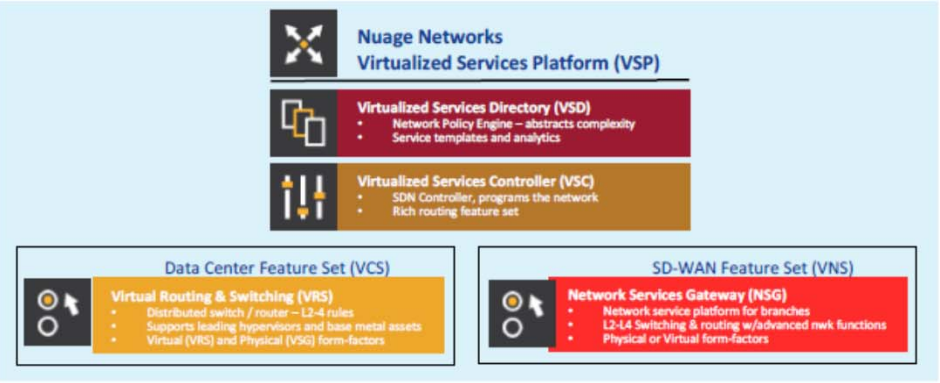 Nuage Networks
Virtualized Services Platform (VSP)
Virtualized Services Directory (VSD)
• Network Policy Engine – abstracts complexity
• Service templates and analytics
Virtualized Services Controller (VSC)
• SDN Controller, programs the network
• Rich routing feature set
Data Center Feature Set (VCS)
Virtual Routing & Switching (VRS)
• Distributed switch / router – L2-4 rules
• Supports leading hypervisors and base metal assets
• Virtual (VRS) and Physical (VSG) form-factors
SD-WAN Feature Set (VNS)
Network Services Gateway (NSG)
• Network service platform for branches
• L2-L4 Switching & routing w/advanced nwk functions
• Physical or Virtual form-factors